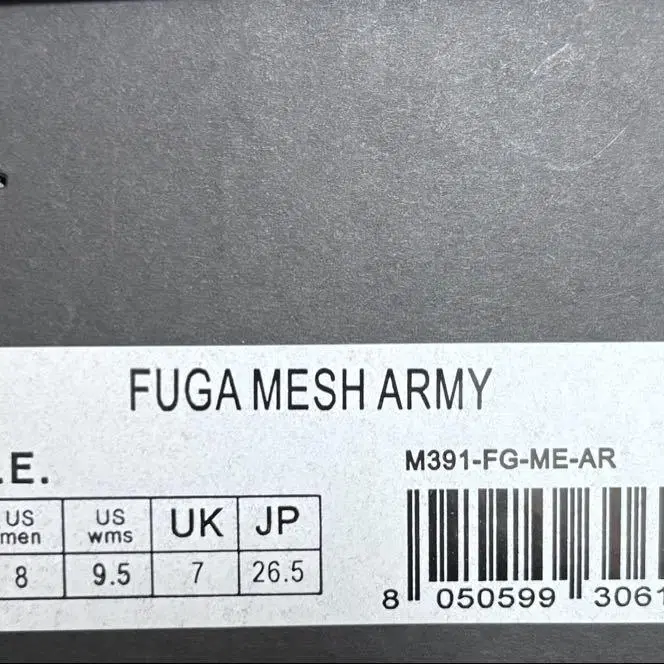 FUGA MESH ARMY
.E.
M391-FG-ME-AR
US men US wms UK JP
8 9.5 7 26.5
8 050599 3061